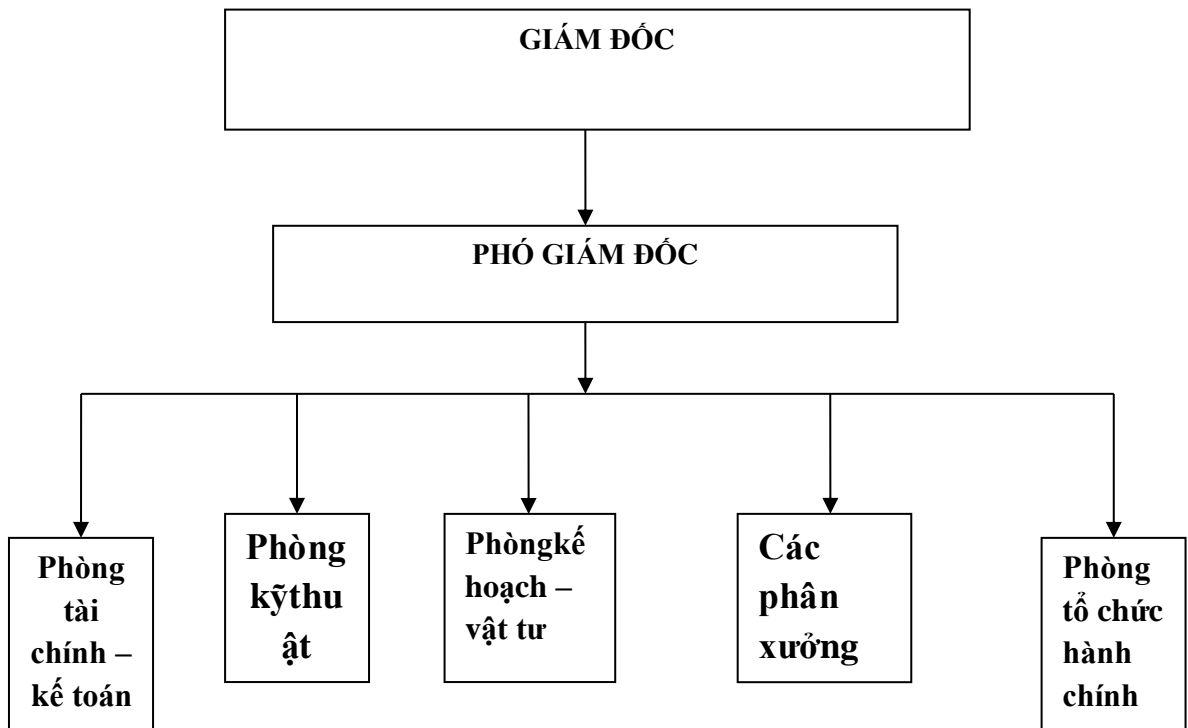 GIÁM ĐỐC
PHÓ GIÁM ĐỐC
Phòng
tài
chính –
kế toán
Phòng
kỹthu
ật
Phòngkế
hoạch –
vật tư
Các
phân
xưởng
Phòng
tổ chức
hành
chính